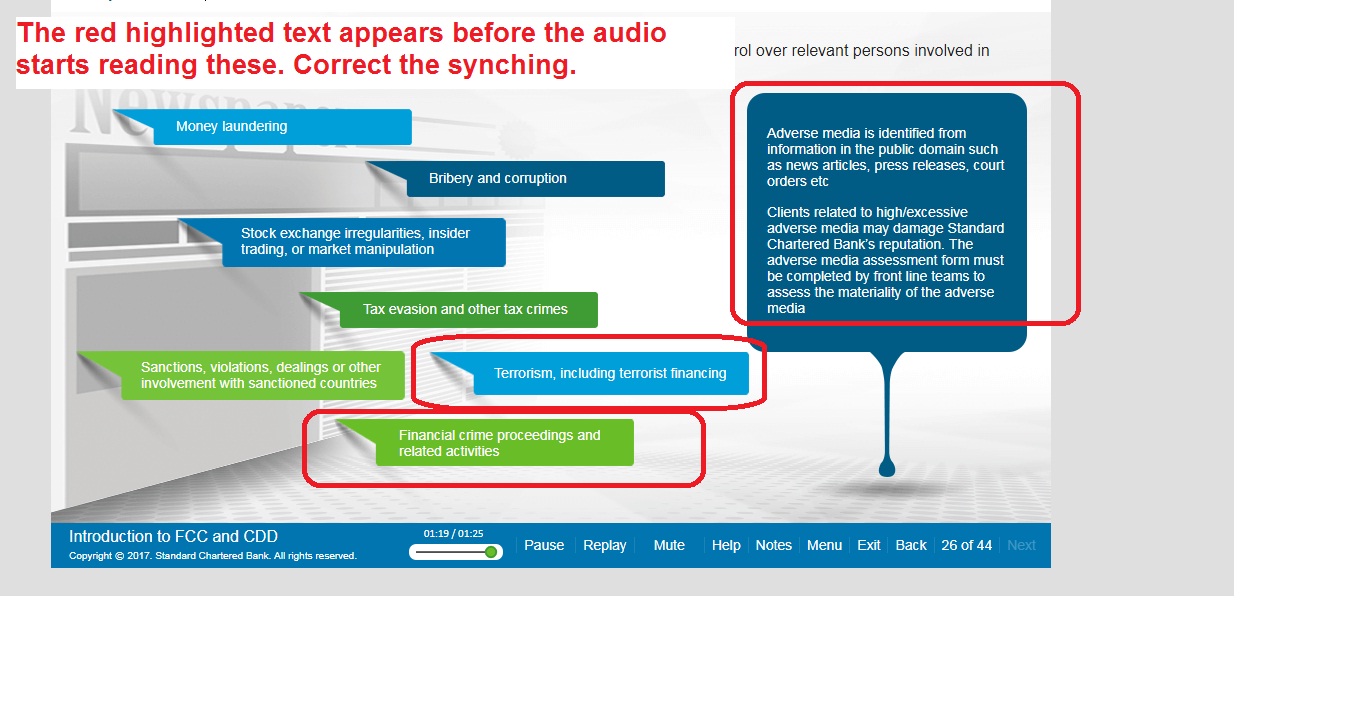 The red highlighted text appears before the audio
starts reading these. Correct the synching.
rol over relevant persons involved in
Newspaper
Money laundering
Bribery and corruption
Stock exchange irregularities, insider
trading, or market manipulation
Tax evasion and other tax crimes
Sanctions, violations, dealings or other
involvement with sanctioned countries
Terrorism, including terrorist financing
Financial crime proceedings and
related activities
Adverse media is identified from
information in the public domain such
as news articles, press releases, court
orders etc
Clients related to high/excessive
adverse media may damage Standard
Chartered Bank's reputation. The
adverse media assessment form must
be completed by front line teams to
assess the materiality of the adverse
media
Introduction to FCC and CDD
Copyright © 2017. Standard Chartered Bank. All rights reserved.
01:19 / 01:25
Pause Replay Mute Help Notes Menu Exit Back 26 of 44 Next